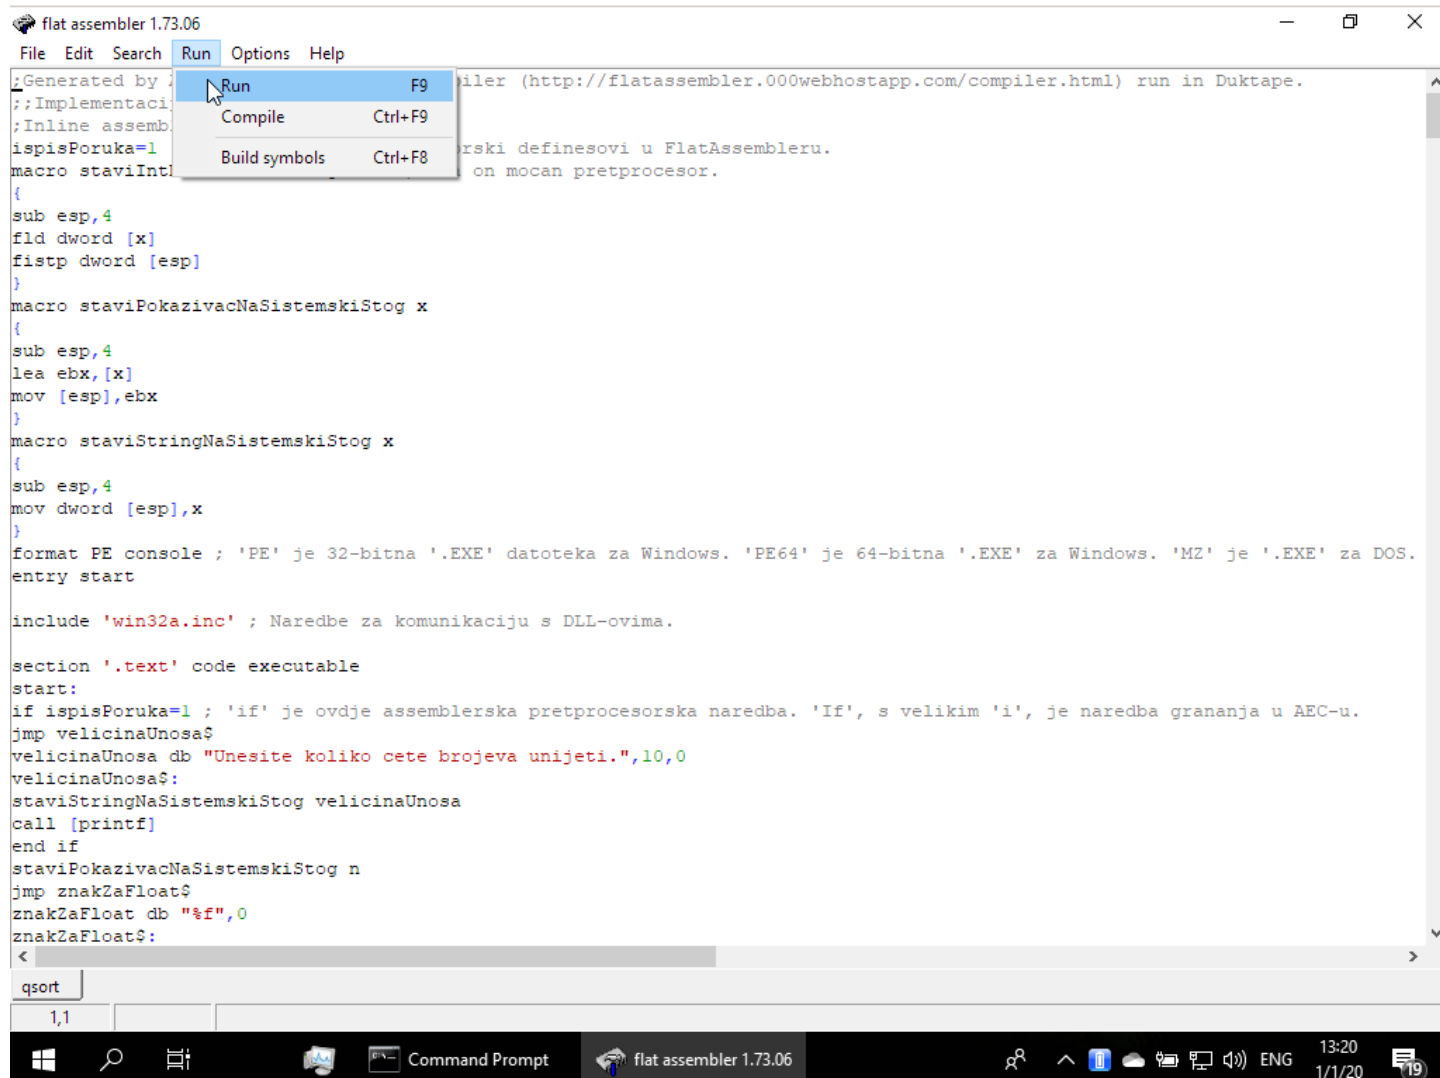 flat assembler 1.73.06
File Edit Search Run Options Help
Run F9
Compile Ctrl+F9
Build symbols Ctrl+F8
;Generated by iler (http://flatassembler.000webhostapp.com/compiler.html) run in Duktape.
;;Implementaci
;Inline assemb
ispisPoruka=1 rski definesovi u FlatAssembleru.
macro staviInt on mocan pretprocesor.
{
sub esp,4
fld dword [x]
fistp dword [esp]
}
macro staviPokazivacNaSistemskiStog x
{
sub esp,4
lea ebx,[x]
mov [esp],ebx
}
macro staviStringNaSistemskiStog x
{
sub esp,4
mov dword [esp],x
}
format PE console ; 'PE' je 32-bitna '.EXE' datoteka za Windows. 'PE64' je 64-bitna '.EXE' za Windows. 'MZ' je '.EXE' za DOS.
entry start
include 'win32a.inc' ; Naredbe za komunikaciju s DLL-ovima.
section '.text' code executable
start:
if ispisPoruka=1 ; 'if' je ovdje assemblerska pretprocesorska naredba. 'If', s velikim 'i', je naredba grananja u AEC-u.
jmp velicinaUnosa$
velicinaUnosa db "Unesite koliko cete brojeva unijeti.",10,0
velicinaUnosa$:
staviStringNaSistemskiStog velicinaUnosa
call [printf]
end if
staviPokazivacNaSistemskiStog n
jmp znakZaFloat$
znakZaFloat db "%f",0
znakZaFloat$:
qsort
1,1
Command Prompt
flat assembler 1.73.06
ENG
13:20
1/1/20
19